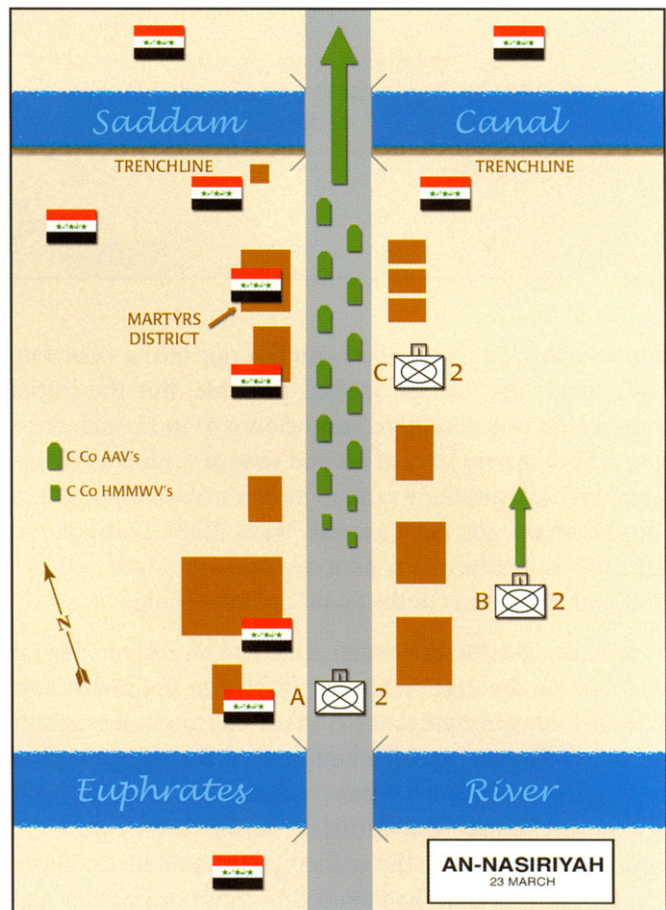 Saddam Canal
TRENCHLINE TRENCHLINE
MARTYRS
DISTRICT
C 2
C Co AAV's
C Co HMMWV's
B 2
N
A 2
Euphrates River
AN-NASIRIYAH
23 MARCH